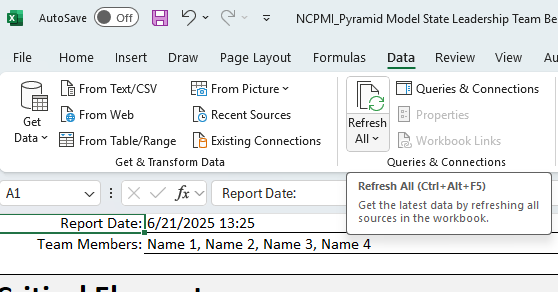 AutoSave Off NCPMI_Pyramid Model State Leadership Team Be
File Home Insert Draw Page Layout Formulas Data Review View
Get Data
From Text/CSV
From Web
From Table/Range
From Picture
Recent Sources
Existing Connections
Get & Transform Data
Refresh All
Queries & Connections
Properties
Workbook Links
Queries & Connections
A1 fx Report Date:
Refresh All (Ctrl+Alt+F5)
Get the latest data by refreshing all
sources in the workbook.
Report Date: 6/21/2025 13:25
Team Members: Name 1, Name 2, Name 3, Name 4